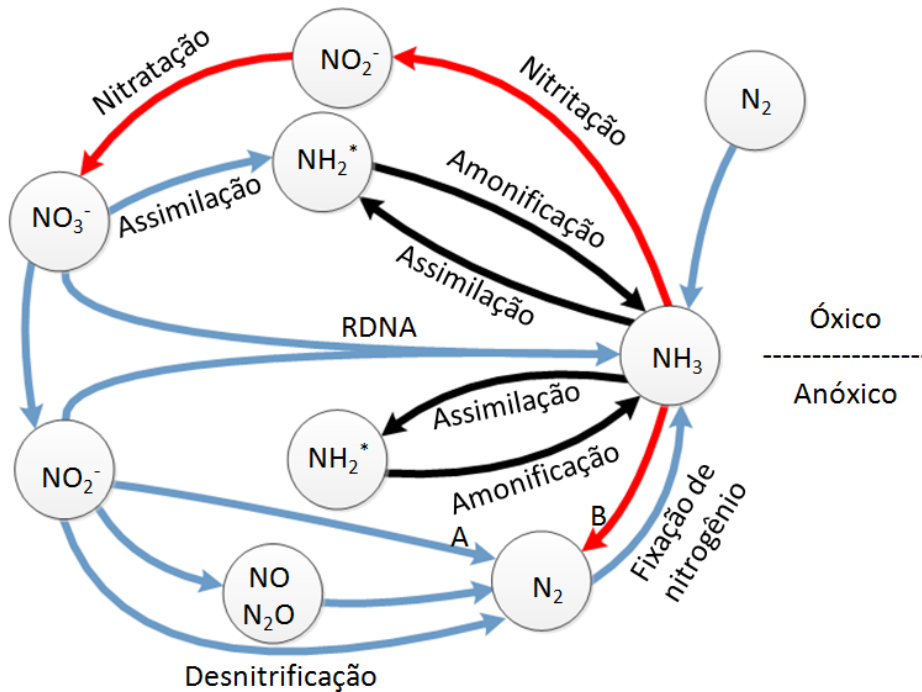 Nitratação
NO₂⁻
Nitritação
N₂
NH₂*
Amonificação
NO₃⁻
Assimilação
Assimilação
RDNA
NH₃
Óxico
Anóxico
Assimilação
NH₂*
Amonificação
NO₂⁻
A
B
Fixação de
nitrogênio
NO
N₂O
N₂
Desnitrificação